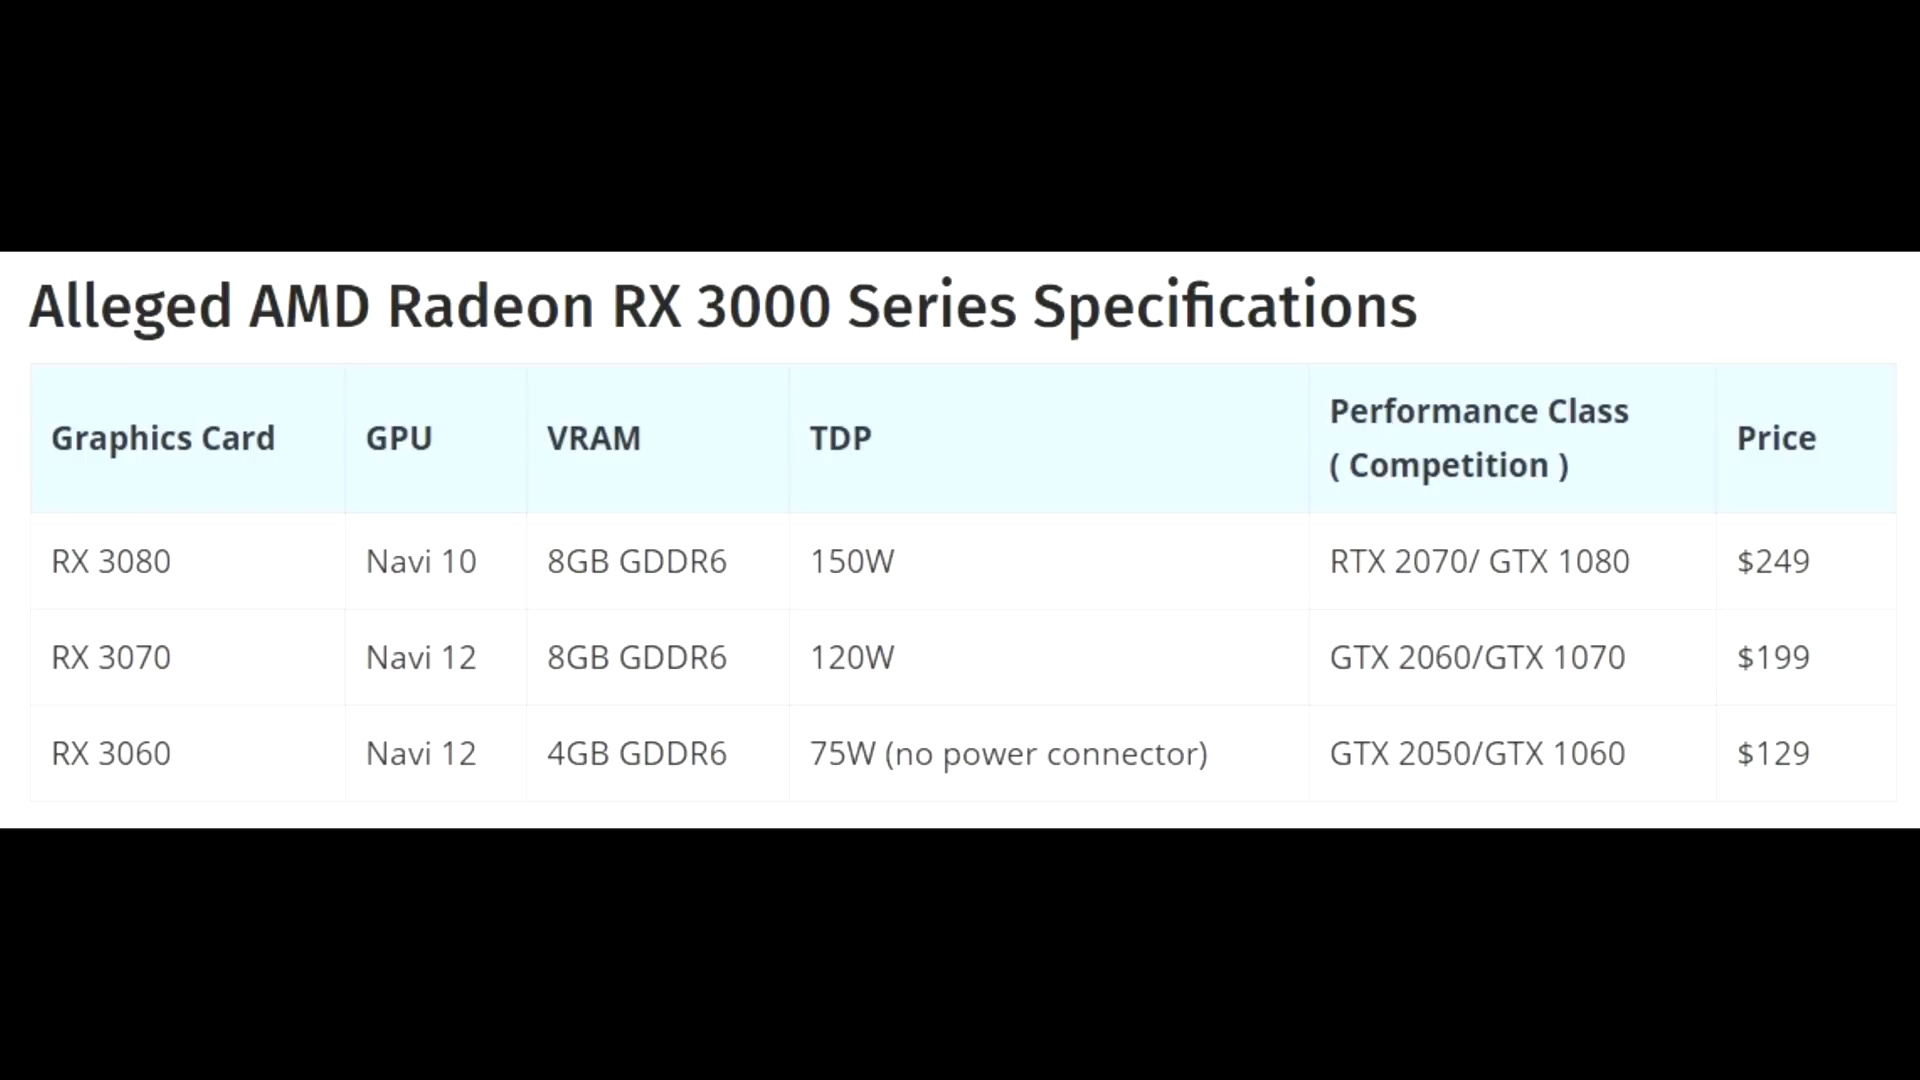 Alleged AMD Radeon RX 3000 Series Specifications
Graphics Card GPU VRAM TDP Performance Class ( Competition ) Price
RX 3080 Navi 10 8GB GDDR6 150W RTX 2070/ GTX 1080 $249
RX 3070 Navi 12 8GB GDDR6 120W GTX 2060/GTX 1070 $199
RX 3060 Navi 12 4GB GDDR6 75W (no power connector) GTX 2050/GTX 1060 $129